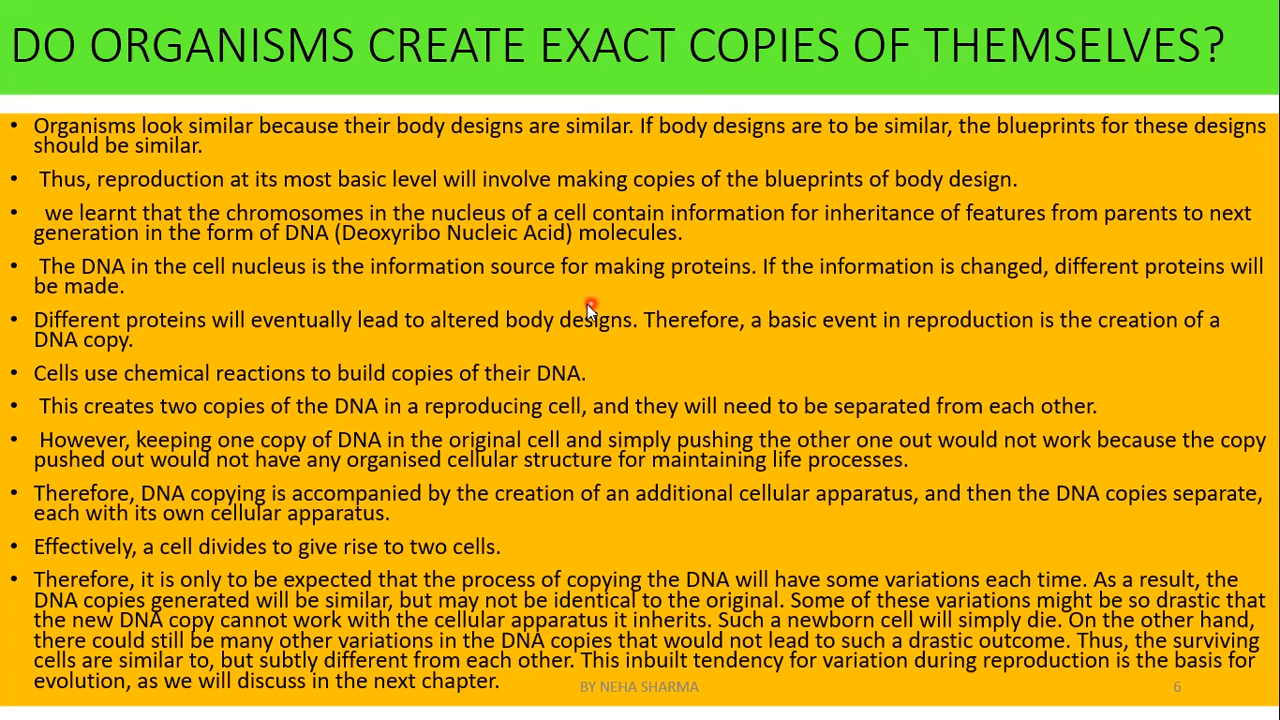 DO ORGANISMS CREATE EXACT COPIES OF THEMSELVES?
• Organisms look similar because their body designs are similar. If body designs are to be similar, the blueprints for these designs
should be similar.
• Thus, reproduction at its most basic level will involve making copies of the blueprints of body design.
• we learnt that the chromosomes in the nucleus of a cell contain information for inheritance of features from parents to next
generation in the form of DNA (Deoxyribo Nucleic Acid) molecules.
• The DNA in the cell nucleus is the information source for making proteins. If the information is changed, different proteins will
be made.
• Different proteins will eventually lead to altered body designs. Therefore, a basic event in reproduction is the creation of a
DNA copy.
• Cells use chemical reactions to build copies of their DNA.
• This creates two copies of the DNA in a reproducing cell, and they will need to be separated from each other.
• However, keeping one copy of DNA in the original cell and simply pushing the other one out would not work because the copy
pushed out would not have any organised cellular structure for maintaining life processes.
• Therefore, DNA copying is accompanied by the creation of an additional cellular apparatus, and then the DNA copies separate,
each with its own cellular apparatus.
• Effectively, a cell divides to give rise to two cells.
• Therefore, it is only to be expected that the process of copying the DNA will have some variations each time. As a result, the
DNA copies generated will be similar, but may not be identical to the original. Some of these variations might be so drastic that
the new DNA copy cannot work with the cellular apparatus it inherits. Such a newborn cell will simply die. On the other hand,
there could still be many other variations in the DNA copies that would not lead to such a drastic outcome. Thus, the surviving
cells are similar to, but subtly different from each other. This inbuilt tendency for variation during reproduction is the basis for
evolution, as we will discuss in the next chapter.
BY NEHA SHARMA
6